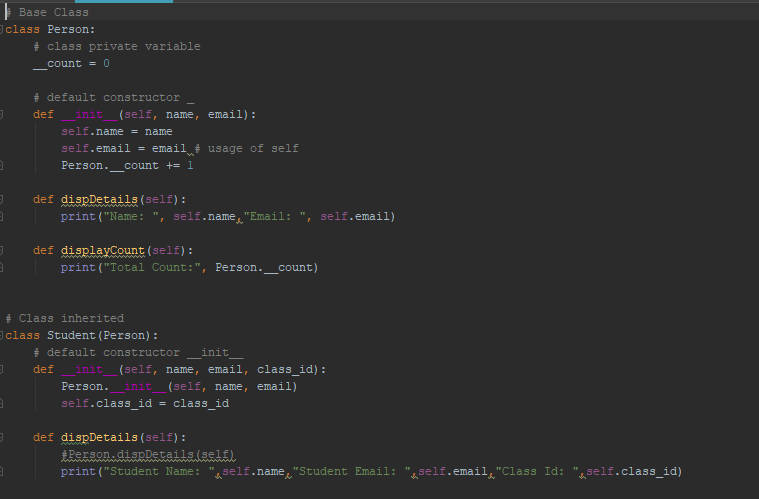 # Base Class
class Person:
    # class private variable
    __count = 0
    # default constructor _
    def __init__(self, name, email):
        self.name = name
        self.email = email # usage of self
        Person.__count += 1
    def dispDetails(self):
        print("Name: ", self.name,"Email: ", self.email)
    def displayCount(self):
        print("Total Count:", Person.__count)
# Class inherited
class Student(Person):
    # default constructor __init__
    def __init__(self, name, email, class_id):
        Person.__init__(self, name, email)
        self.class_id = class_id
    def dispDetails(self):
        #Person.dispDetails(self)
        print("Student Name: ",self.name,"Student Email: ",self.email,"Class Id: ",self.class_id)